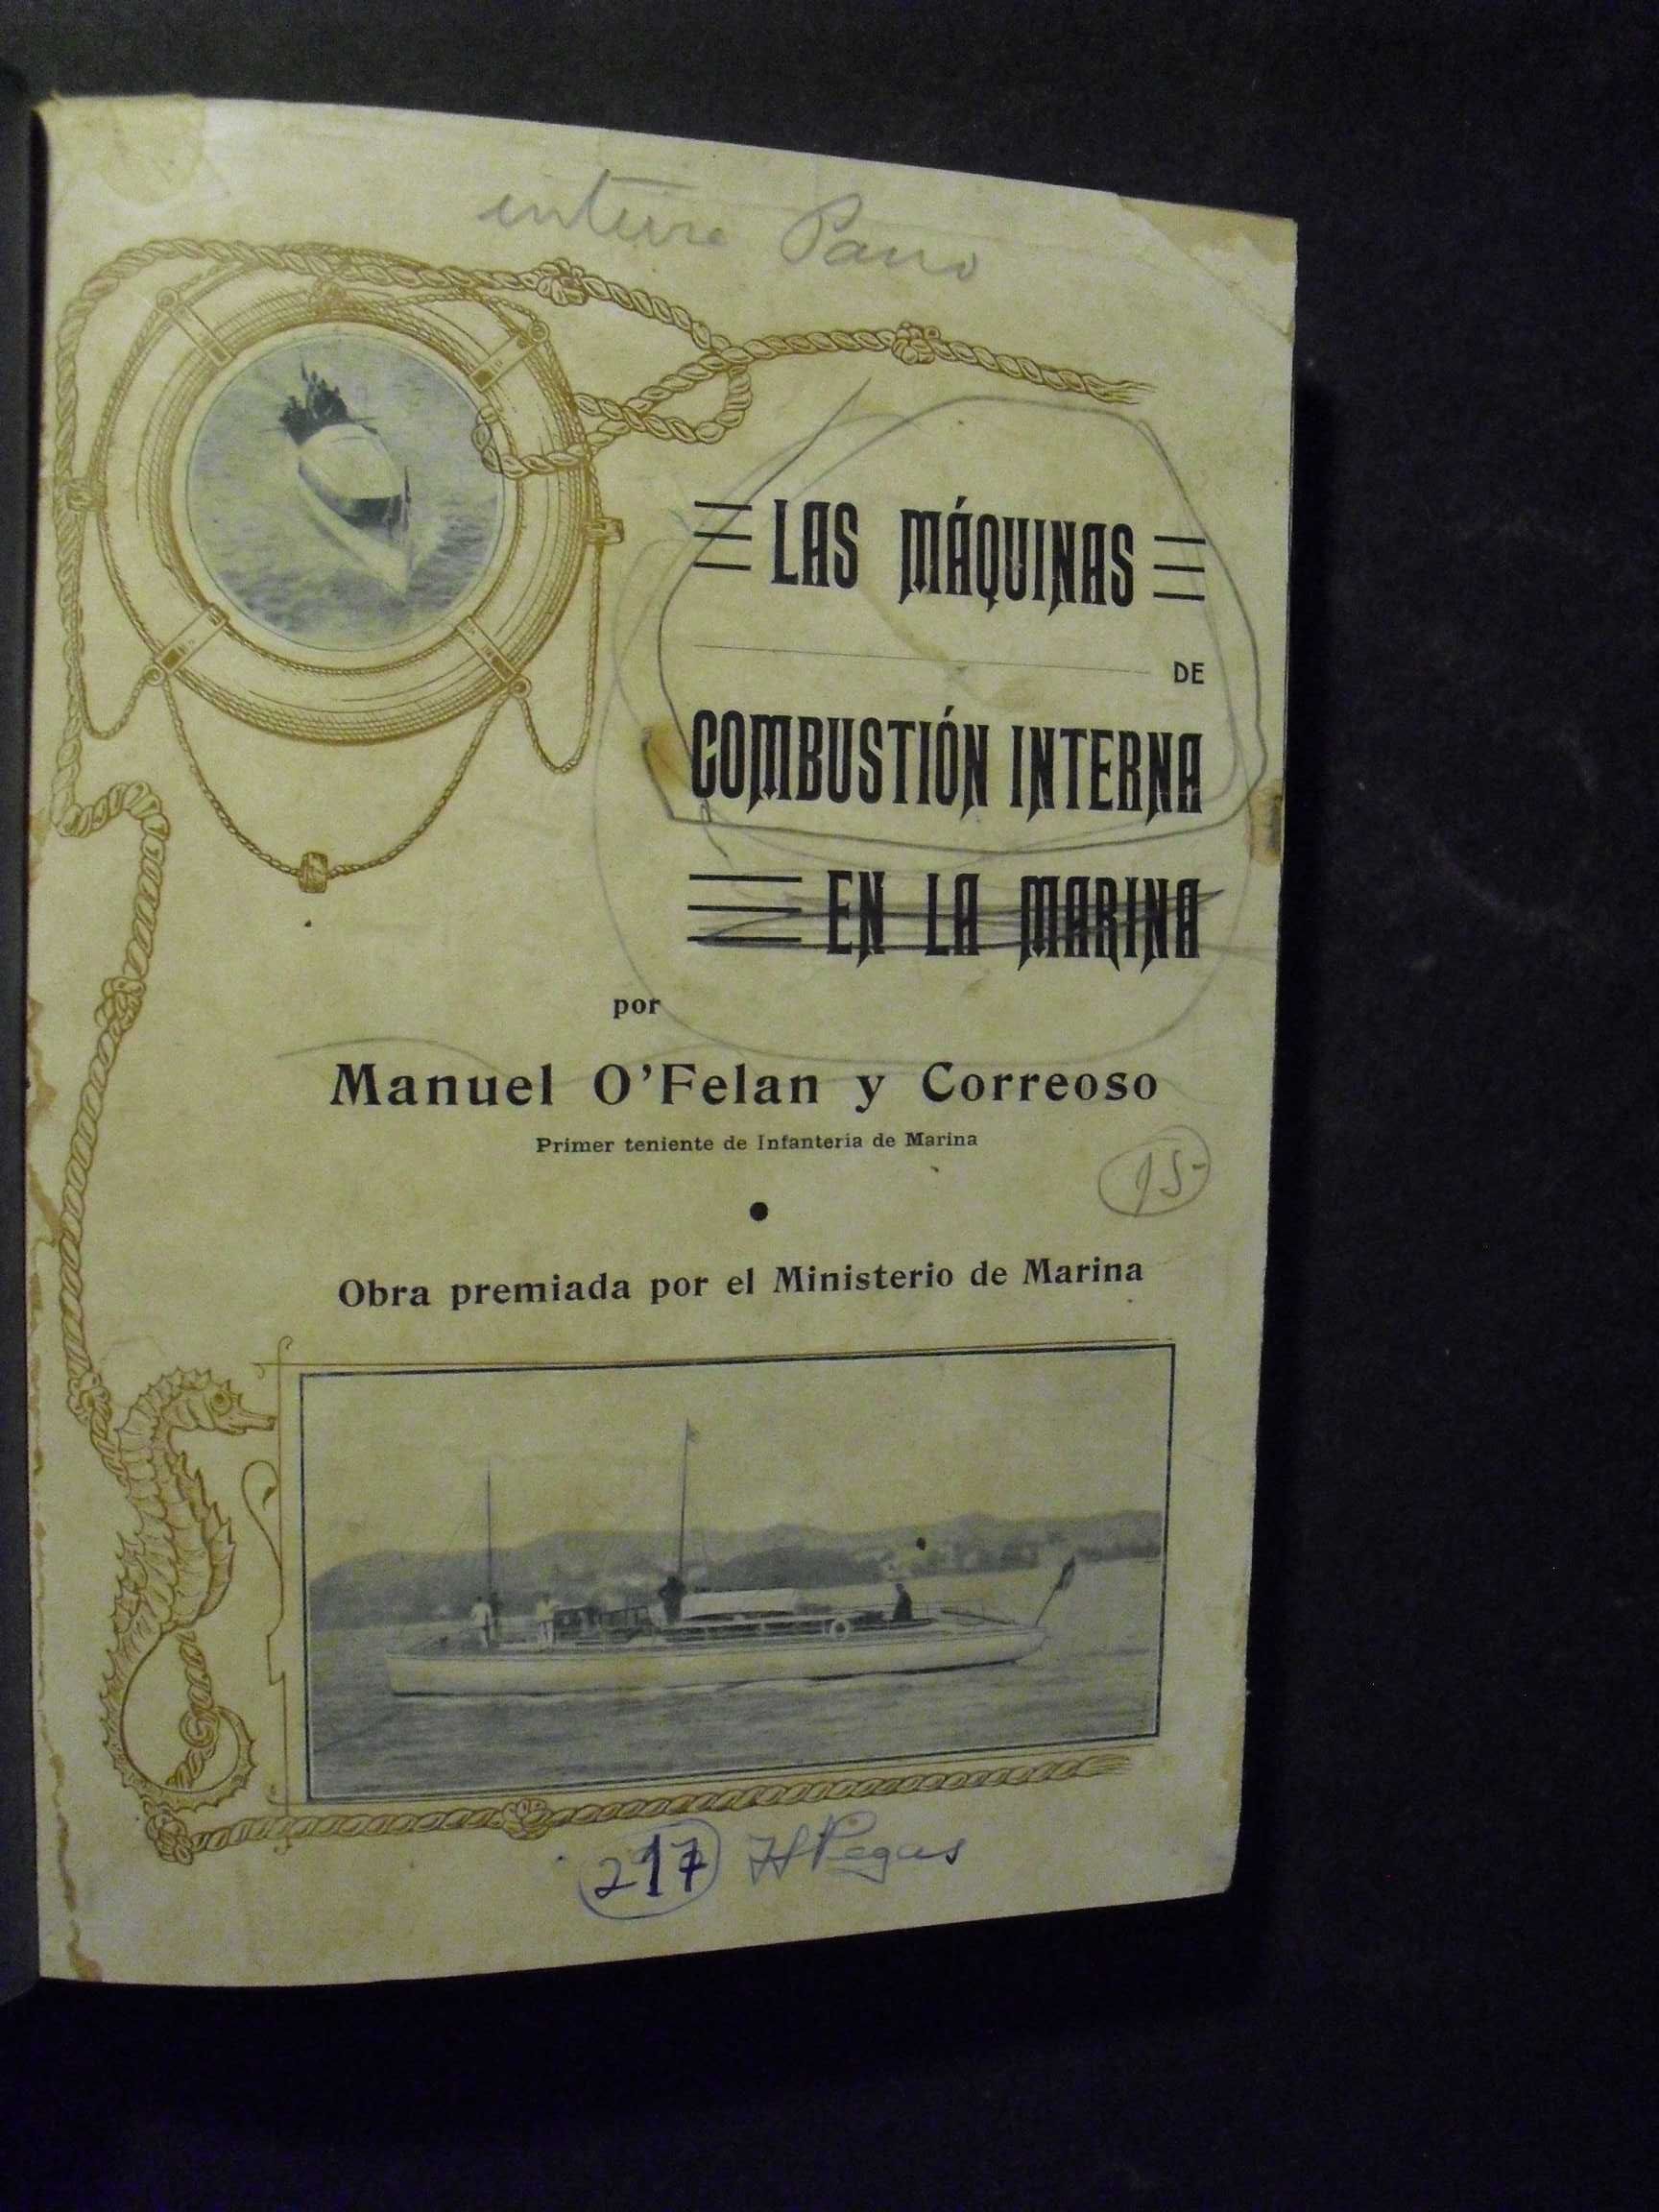 LAS MÁQUINAS
DE
COMBUSTIÓN INTERNA
EN LA MARINA
por
Manuel O'Felan y Correoso
Primer teniente de Infantería de Marina
15-
Obra premiada por el Ministerio de Marina
217